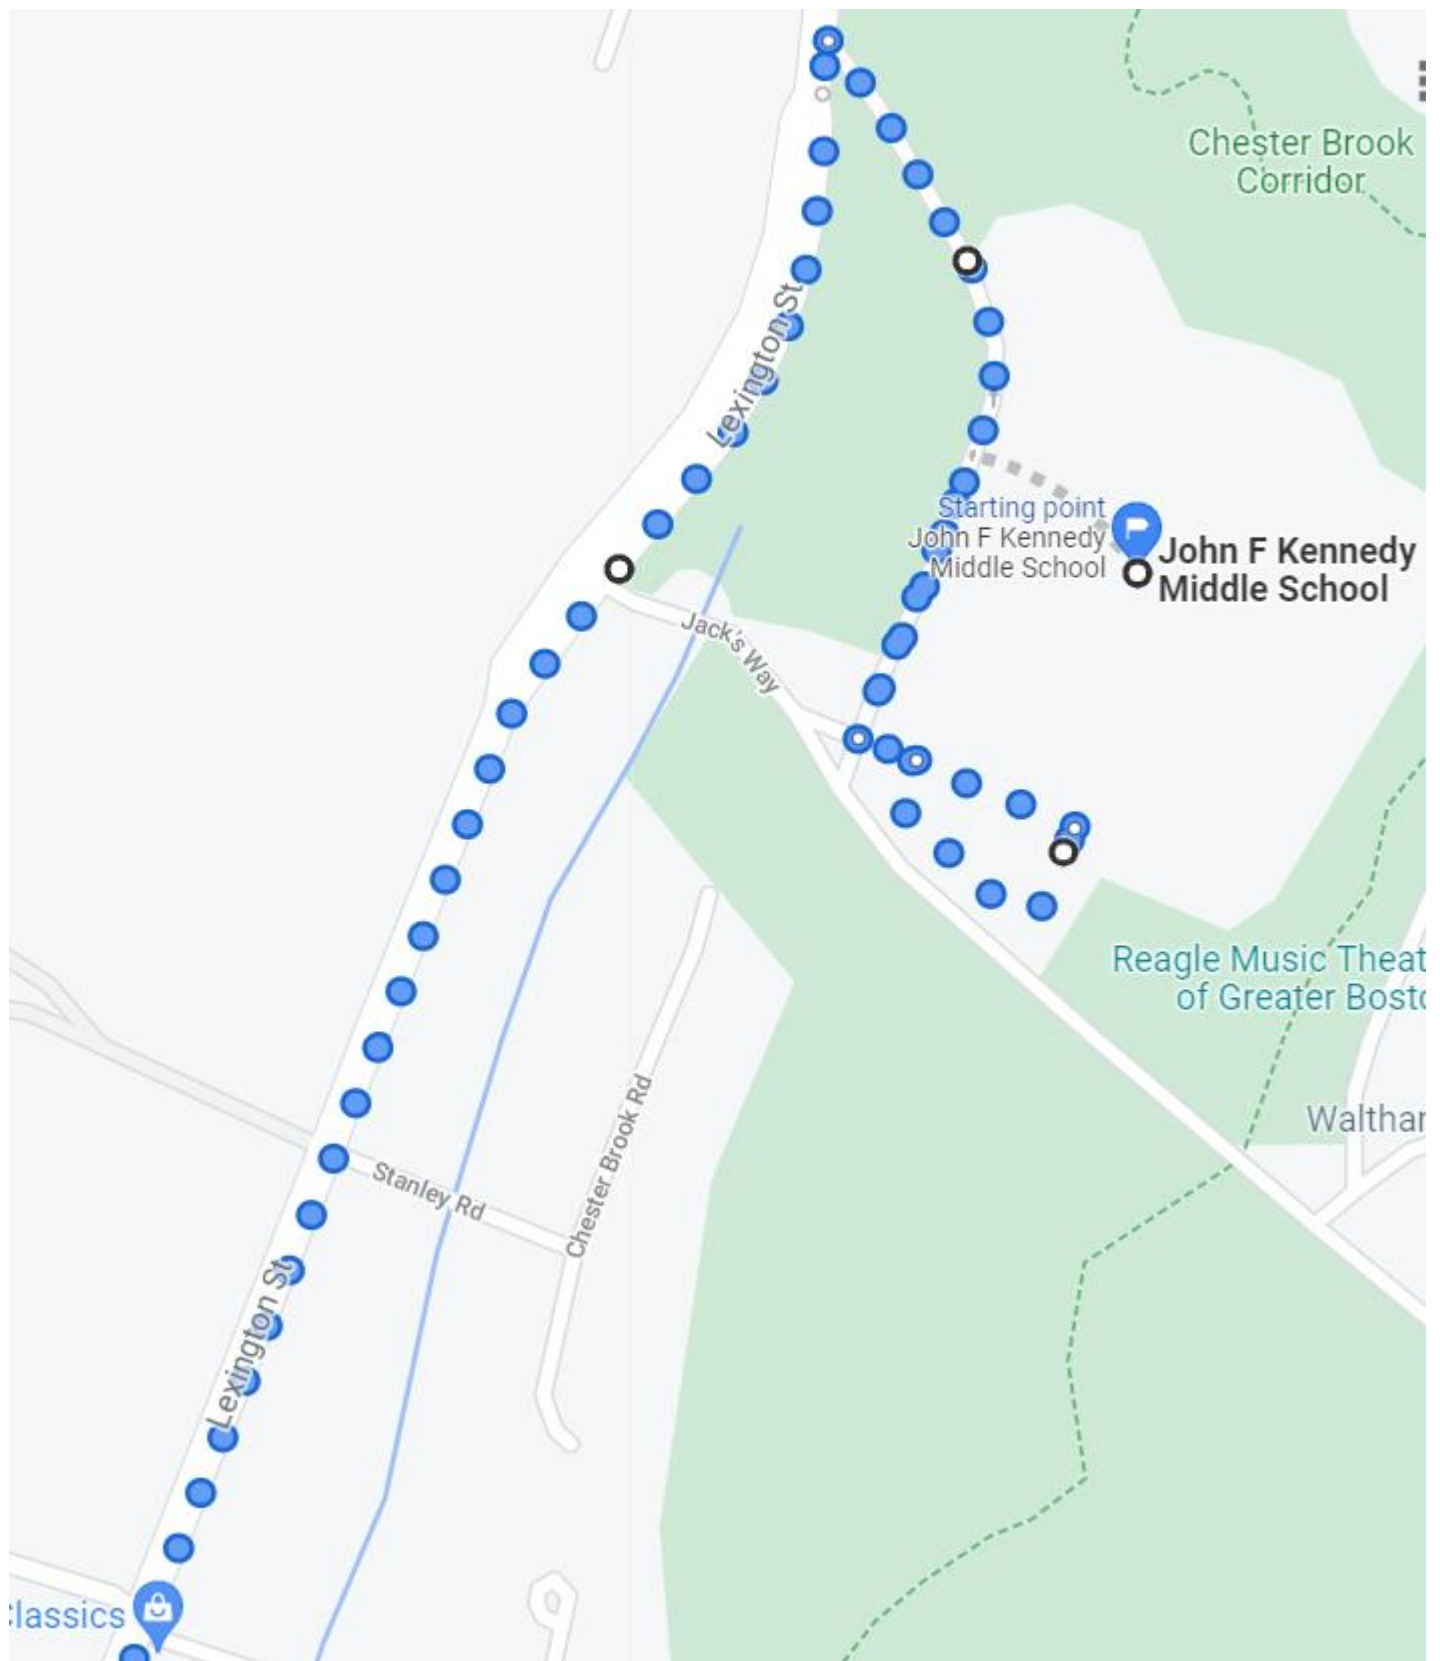 Chester Brook
Corridor
Lexington St
Starting point
John F Kennedy
Middle School
John F Kennedy
Middle School
Jack's Way
Reagle Music Theat
of Greater Bosto
Chester Brook Rd
Walthar
Stanley Rd
Lexington St
lassics